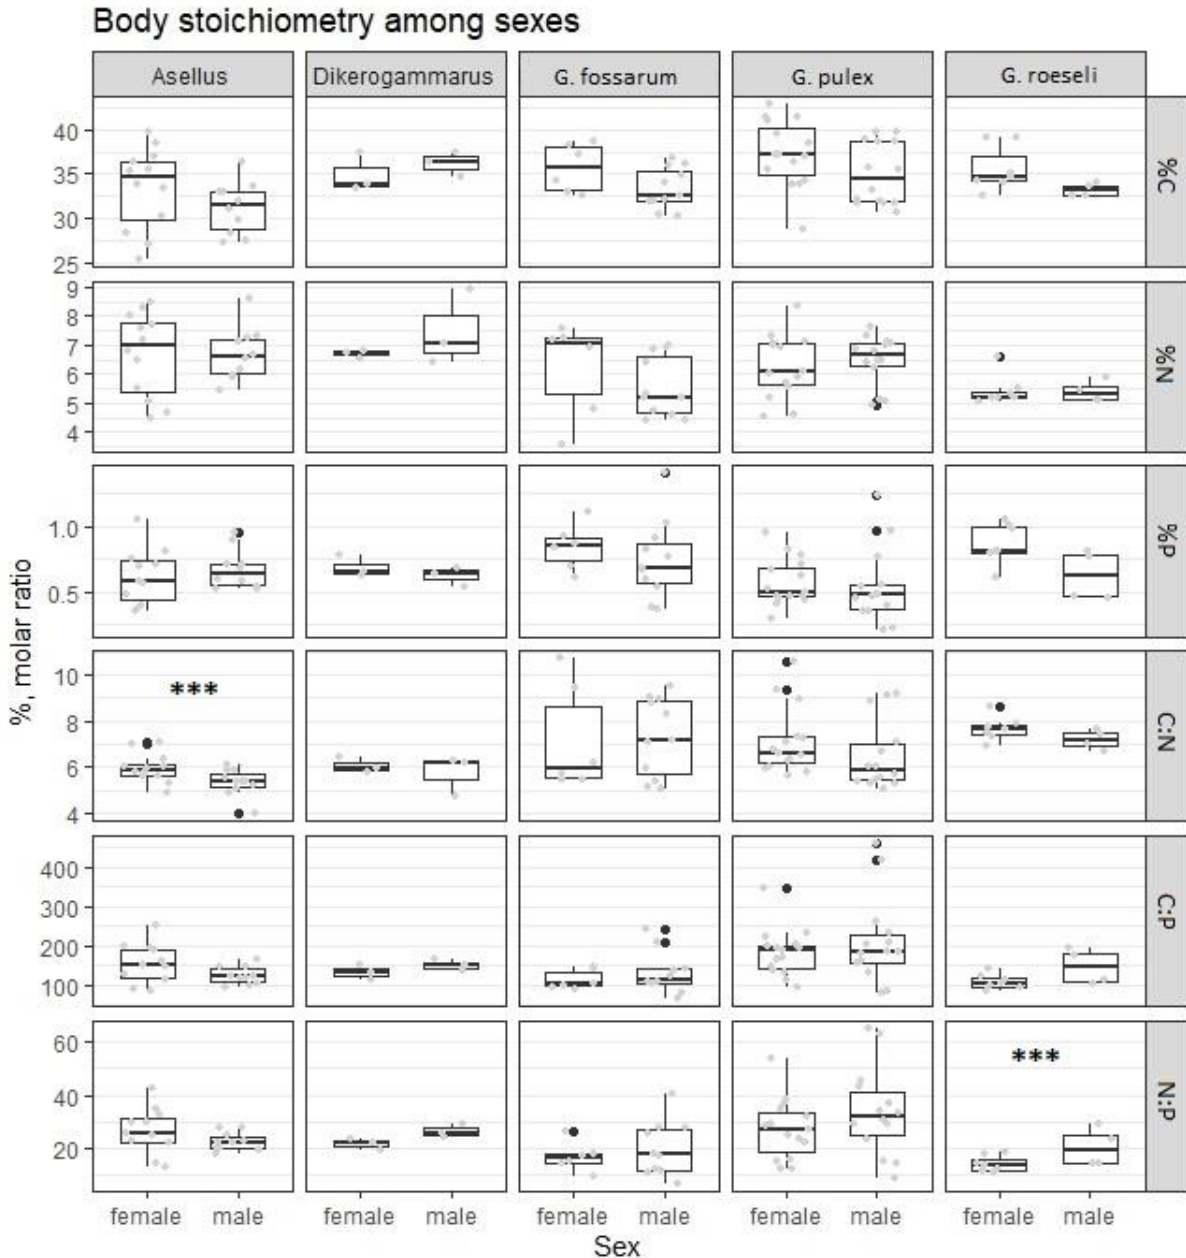 Body stoichiometry among sexes
Asellus Dikerogammarus G. fossarum G. pulex G. roeseli
%, molar ratio
40
35
30
25
%C
9
8
7
6
5
4
%N
1.0
0.5
%P
10
8
6
4
***
C:N
400
300
200
100
C:P
60
40
20
***
N:P
female male female male female male female male female male
Sex